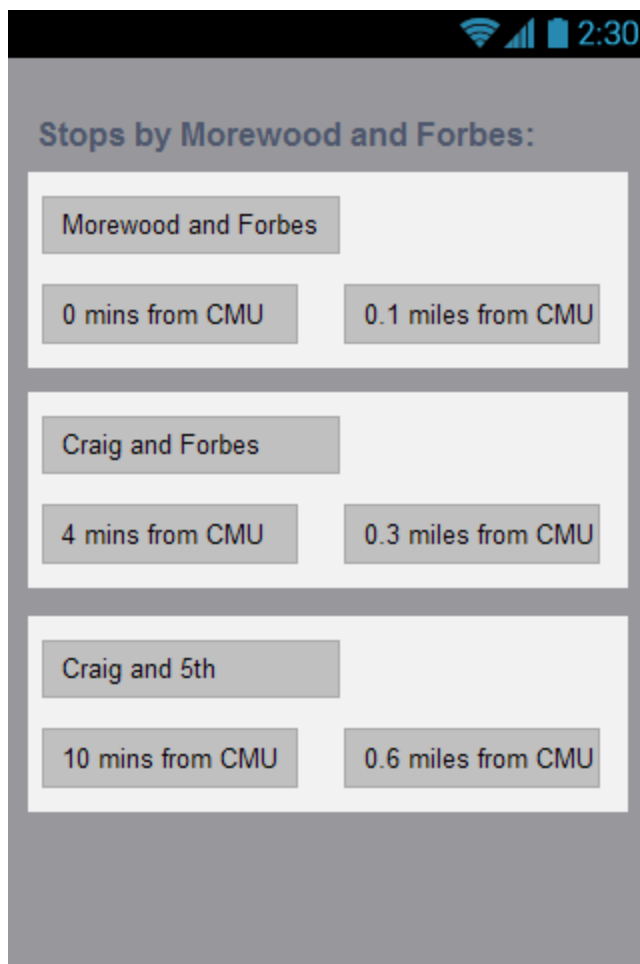 2:30
Stops by Morewood and Forbes:
Morewood and Forbes
0 mins from CMU
0.1 miles from CMU
Craig and Forbes
4 mins from CMU
0.3 miles from CMU
Craig and 5th
10 mins from CMU
0.6 miles from CMU